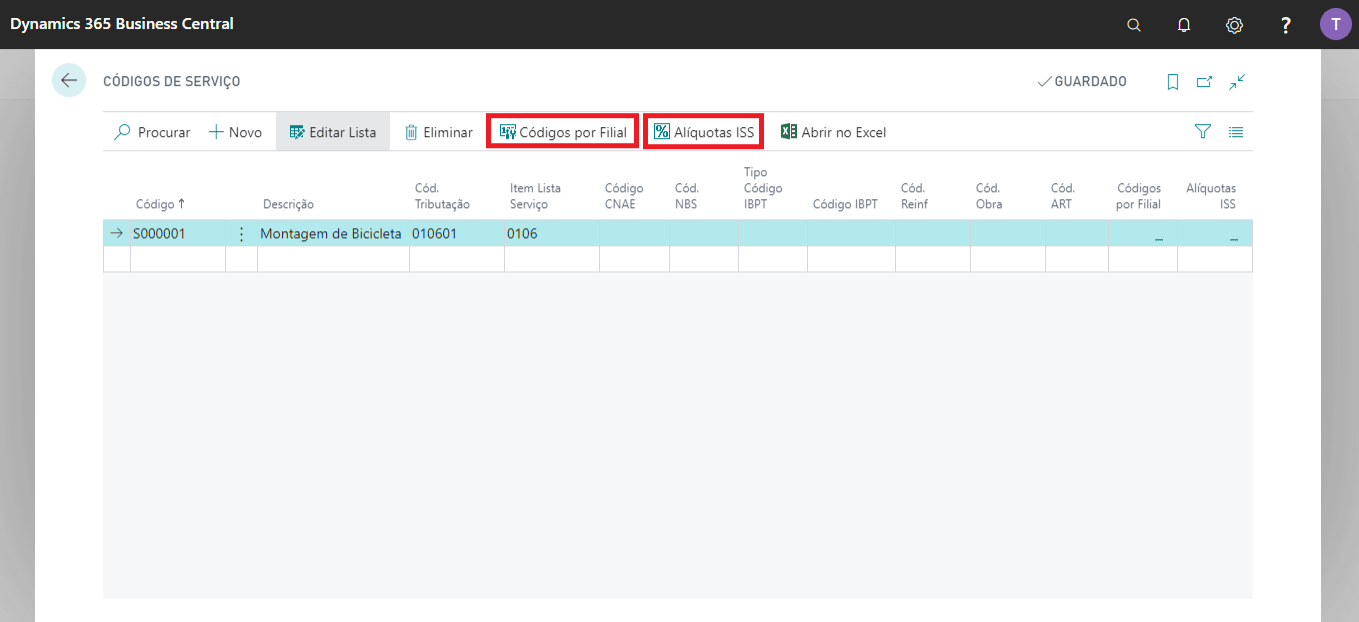 Dynamics 365 Business Central
?
T
CÓDIGOS DE SERVIÇO
GUARDADO
Procurar Novo Editar Lista Eliminar Códigos por Filial Alíquotas ISS Abrir no Excel
Código ↑
Descrição
Cód.
Tributação
Item Lista
Serviço
Código
CNAE
Cód.
NBS
Tipo
Código
IBPT
Código IBPT
Cód.
Reinf
Cód.
Obra
Cód.
ART
Códigos
por Filial
Alíquotas
ISS
→ S000001 ⋮ Montagem de Bicicleta 010601 0106 _ _